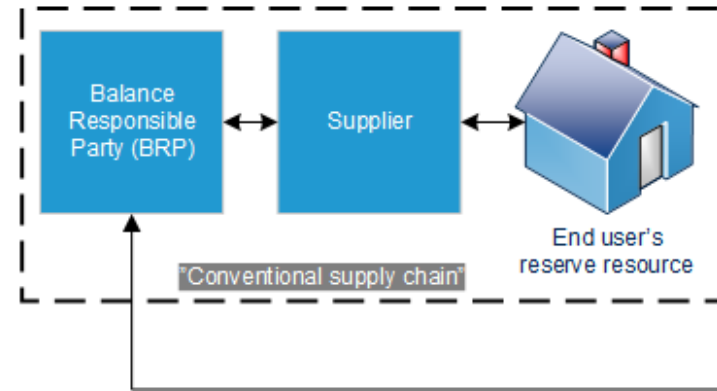 Balance
Responsible
Party (BRP)
Supplier
End user's
reserve resource
"Conventional supply chain"